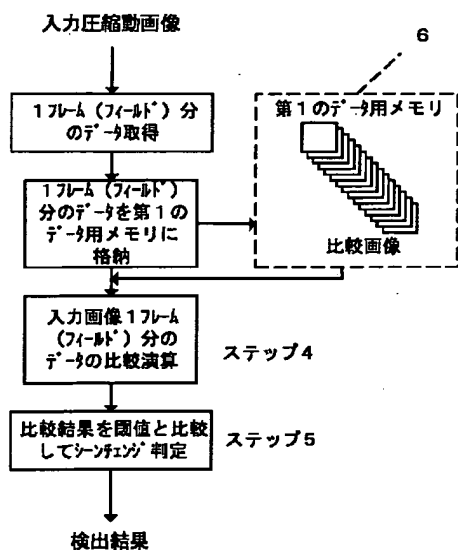 入力圧縮動画像
6
1ﾌﾚｰﾑ（ﾌｨｰﾙﾄﾞ）分
のﾃﾞｰﾀ取得
第1のﾃﾞｰﾀ用メモリ
比較画像
1ﾌﾚｰﾑ（ﾌｨｰﾙﾄﾞ）
分のﾃﾞｰﾀを第1の
ﾃﾞｰﾀ用メモリに
格納
入力画像1ﾌﾚｰﾑ
（ﾌｨｰﾙﾄﾞ）分の
ﾃﾞｰﾀの比較演算
ステップ4
比較結果を閾値と比較
してｼｰﾝﾁｪﾝｼﾞ判定
ステップ5
検出結果